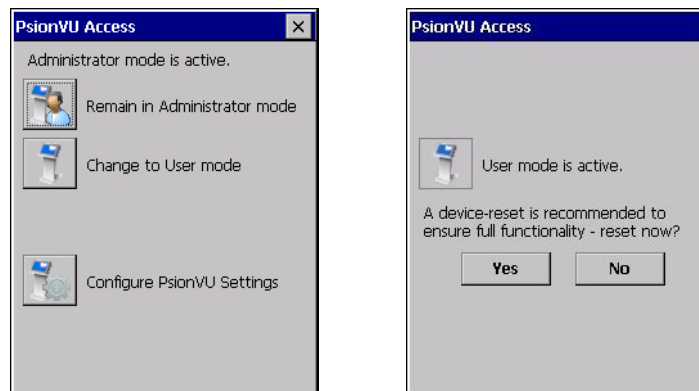 PsionVU Access
Administrator mode is active.
Remain in Administrator mode
Change to User mode
Configure PsionVU Settings
PsionVU Access
User mode is active.
A device-reset is recommended to
ensure full functionality - reset now?
Yes No